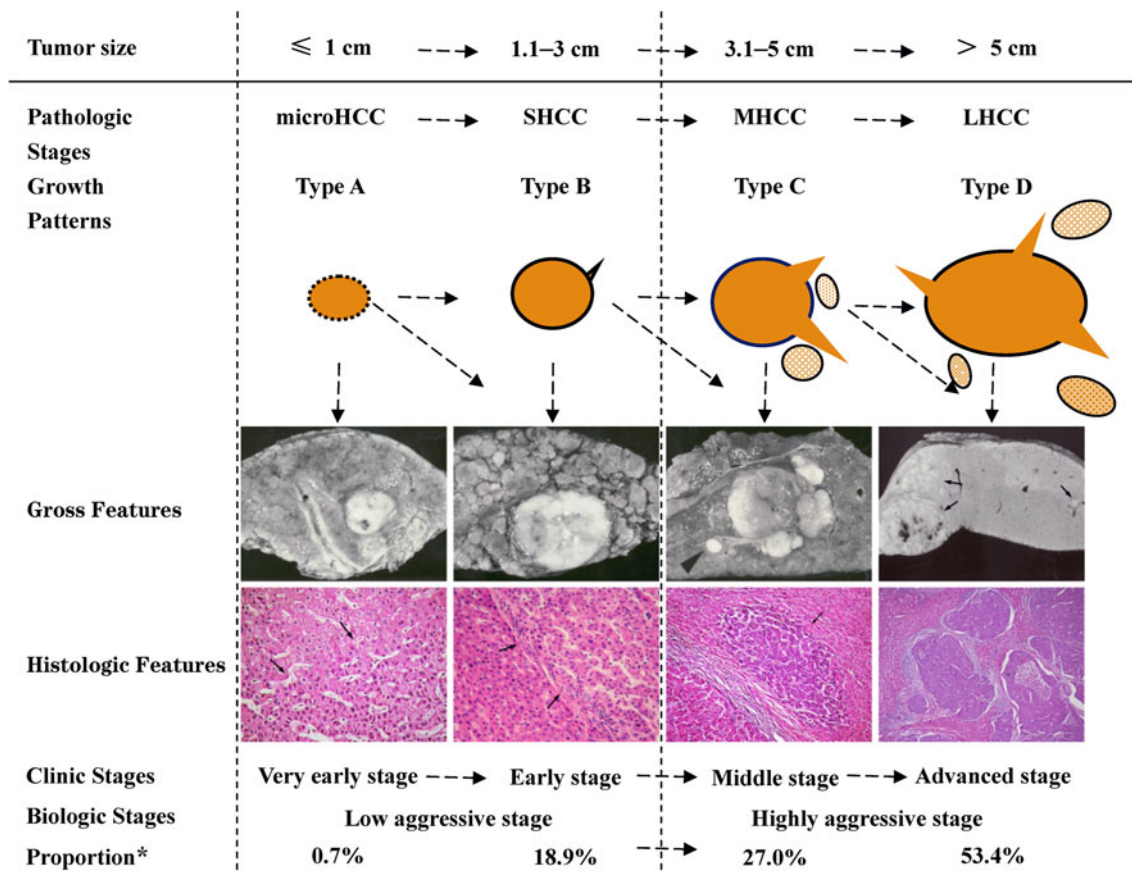 Tumor size ≤ 1 cm 1.1–3 cm 3.1–5 cm > 5 cm
Pathologic microHCC SHCC MHCC LHCC
Stages
Growth Type A Type B Type C Type D
Patterns
Gross Features
Histologic Features
Clinic Stages Very early stage Early stage Middle stage Advanced stage
Biologic Stages Low aggressive stage Highly aggressive stage
Proportion* 0.7% 18.9% 27.0% 53.4%